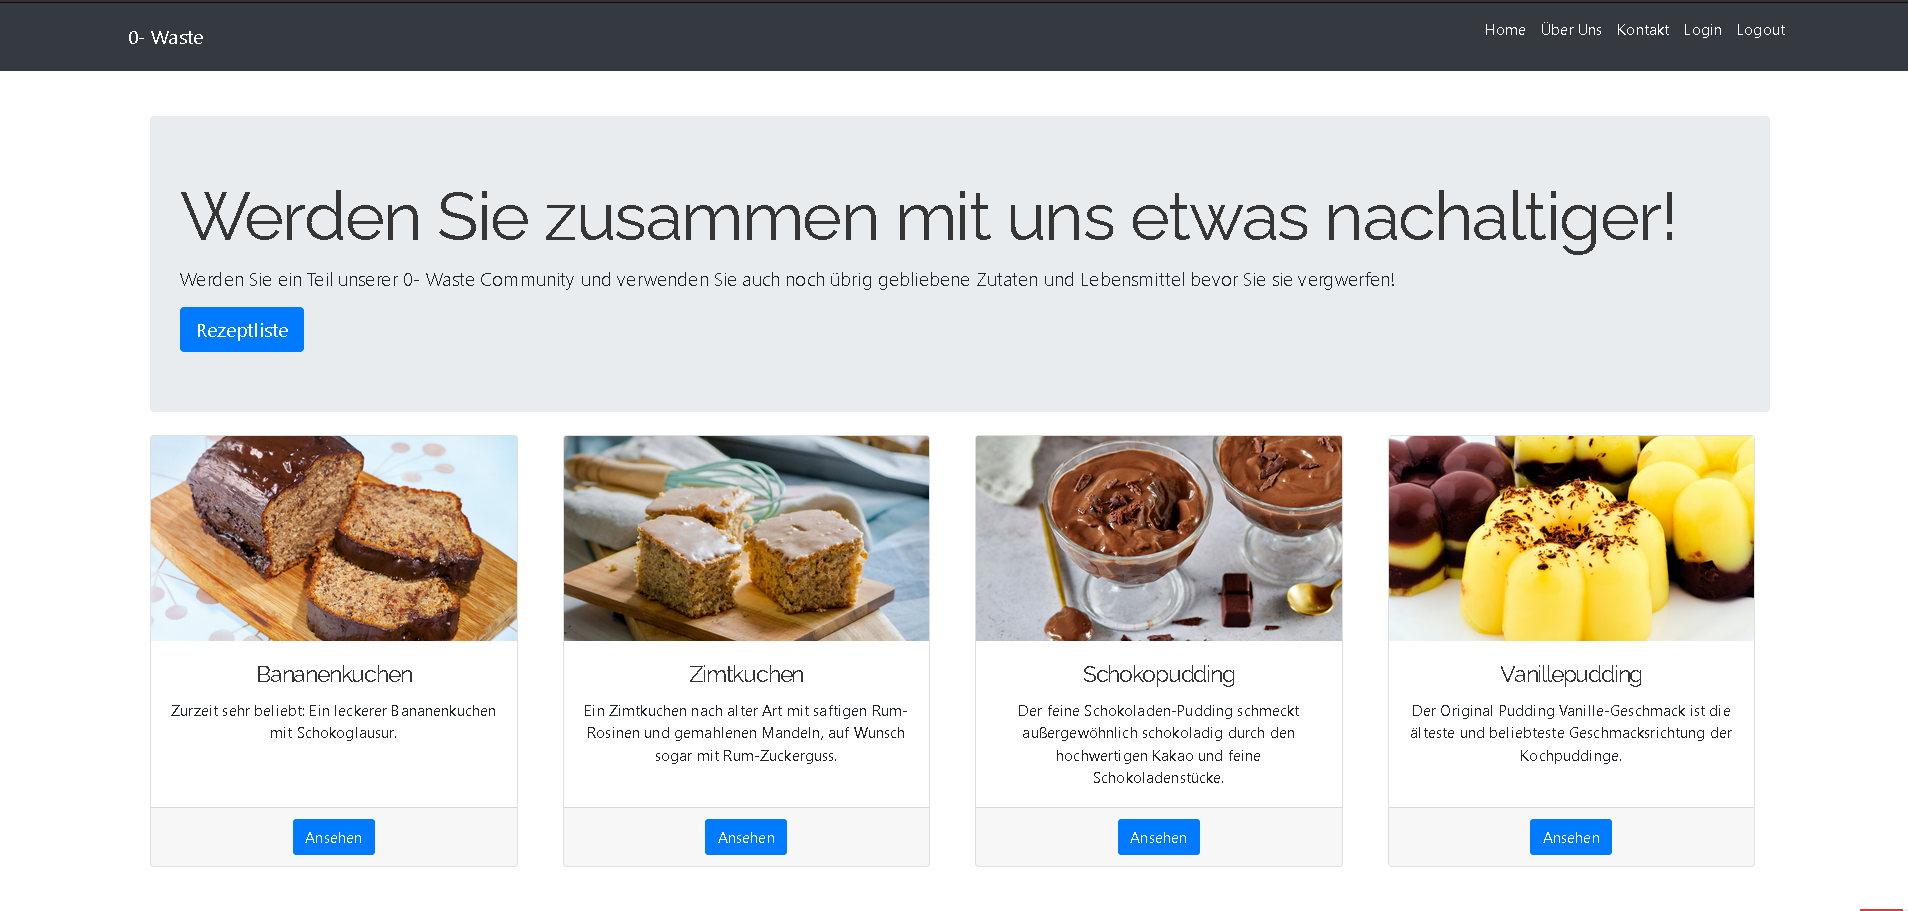 0- Waste
Home Über Uns Kontakt Login Logout
Werden Sie zusammen mit uns etwas nachaltiger!
Werden Sie ein Teil unserer 0- Waste Community und verwenden Sie auch noch übrig gebliebene Zutaten und Lebensmittel bevor Sie sie vergwerfen!
Rezeptliste
Bananenkuchen
Zurzeit sehr beliebt: Ein leckerer Bananenkuchen
mit Schokoglausur.
Ansehen
Zimtkuchen
Ein Zimtkuchen nach alter Art mit saftigen Rum-
Rosinen und gemahlenen Mandeln, auf Wunsch
sogar mit Rum-Zuckerguss.
Ansehen
Schokopudding
Der feine Schokoladen-Pudding schmeckt
außergewöhnlich schokoladig durch den
hochwertigen Kakao und feine
Schokoladenstücke.
Ansehen
Vanillepudding
Der Original Pudding Vanille-Geschmack ist die
älteste und beliebteste Geschmacksrichtung der
Kochpuddinge.
Ansehen